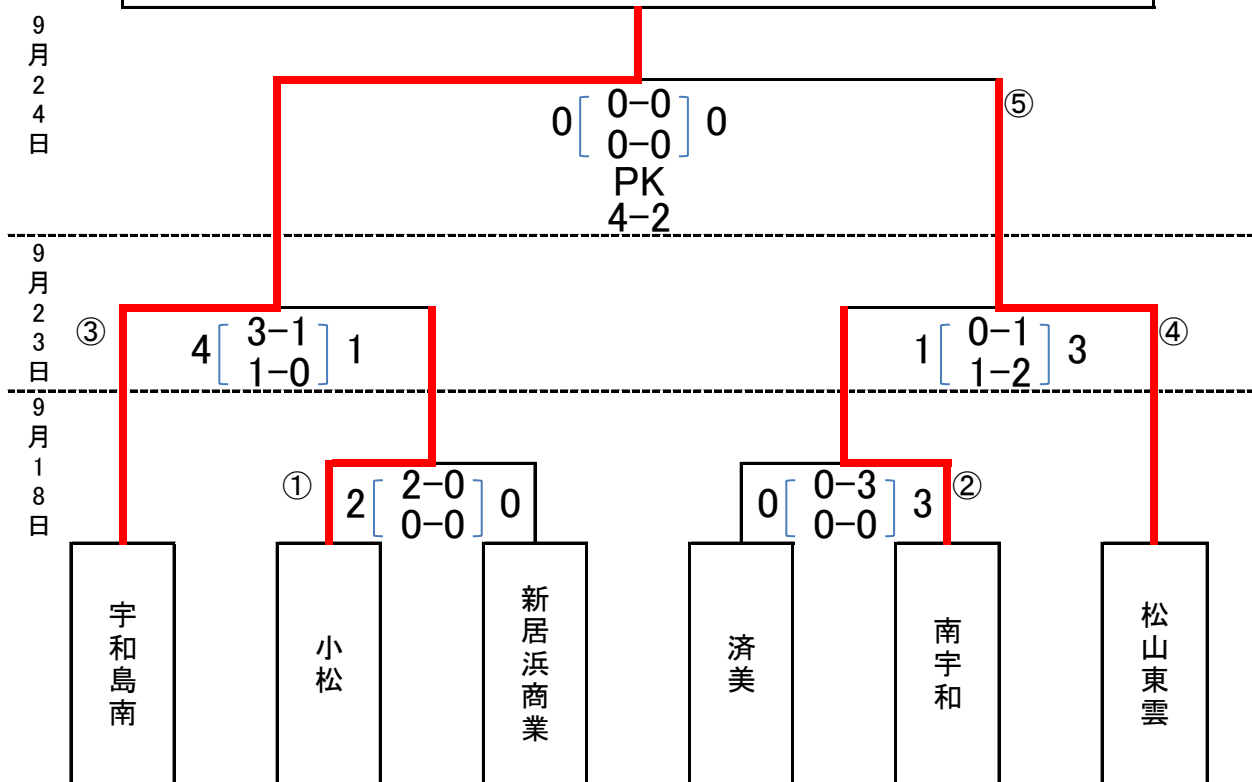 9月24日
0 0-0 0
0-0
PK
4-2
⑤
9月23日
③
4 3-1 1
1-0
1 0-1 3
1-2
④
9月18日
①
2 2-0 0
0-0
0 0-3 3
0-0
②
宇和島南
小松
新居浜商業
済美
南宇和
松山東雲